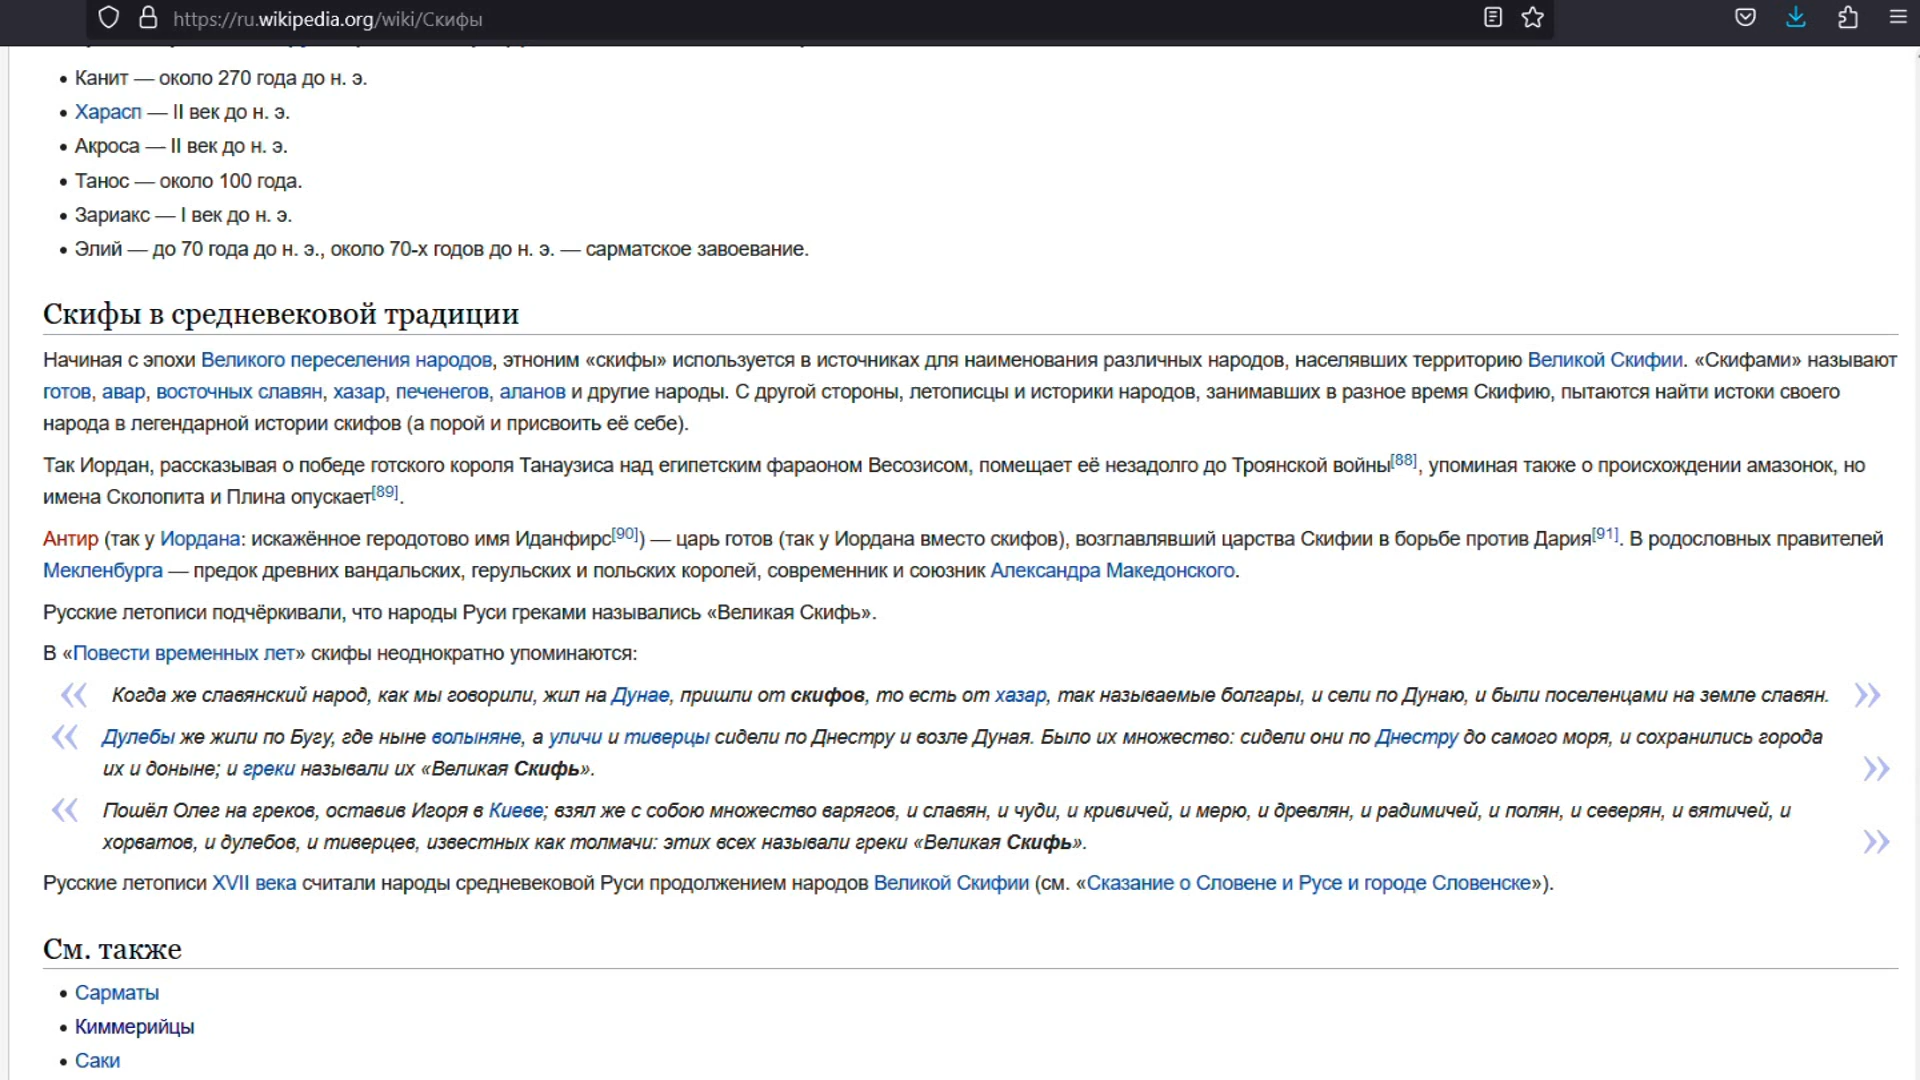 https://ru.wikipedia.org/wiki/Скифы
• Канит — около 270 года до н. э.
• Харасп — II век до н. э.
• Акроса — II век до н. э.
• Танос — около 100 года.
• Зариакс — I век до н. э.
• Элий — до 70 года до н. э., около 70-х годов до н. э. — сарматское завоевание.
Скифы в средневековой традиции
Начиная с эпохи Великого переселения народов, этноним «скифы» используется в источниках для наименования различных народов, населявших территорию Великой Скифии. «Скифами» называют
готов, авар, восточных славян, хазар, печенегов, аланов и другие народы. С другой стороны, летописцы и историки народов, занимавших в разное время Скифию, пытаются найти истоки своего
народа в легендарной истории скифов (а порой и присвоить её себе).
Так Иордан, рассказывая о победе готского короля Танаузиса над египетским фараоном Весозисом, помещает её незадолго до Троянской войны[88], упоминая также о происхождении амазонок, но
имена Сколопита и Плина опускает[89].
Антир (так у Иордана: искажённое геродотово имя Иданфирс[90]) — царь готов (так у Иордана вместо скифов), возглавлявший царства Скифии в борьбе против Дария[91]. В родословных правителей
Мекленбурга — предок древних вандальских, герульских и польских королей, современник и союзник Александра Македонского.
Русские летописи подчёркивали, что народы Руси греками назывались «Великая Скифь».
В «Повести временных лет» скифы неоднократно упоминаются:
« Когда же славянский народ, как мы говорили, жил на Дунае, пришли от скифов, то есть от хазар, так называемые болгары, и сели по Дунаю, и были поселенцами на земле славян. »
« Дулебы же жили по Бугу, где ныне волыняне, а уличи и тиверцы сидели по Днестру и возле Дуная. Было их множество: сидели они по Днестру до самого моря, и сохранились города
их и доныне; и греки называли их «Великая Скифь». »
« Пошёл Олег на греков, оставив Игоря в Киеве; взял же с собою множество варягов, и славян, и чуди, и кривичей, и мерю, и древлян, и радимичей, и полян, и северян, и вятичей, и
хорватов, и дулебов, и тиверцев, известных как толмачи: этих всех называли греки «Великая Скифь». »
Русские летописи XVII века считали народы средневековой Руси продолжением народов Великой Скифии (см. «Сказание о Словене и Русе и городе Словенске»).
См. также
• Сарматы
• Киммерийцы
• Саки